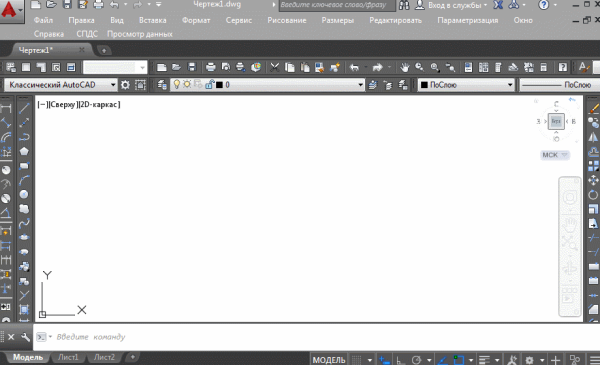 Чертеж1.dwg
Введите ключевое слово/фразу
Вход в службы
Файл Правка Вид Вставка Формат Сервис Рисование Размеры Редактировать Параметризация Окно
Справка СПДС Просмотр данных
Чертеж1*
Классический AutoCAD
0
ПоСлою
ПоСлою
[−][Сверху][2D-каркас]
С
З В
Ю
МСК
Y
X
Введите команду
Модель Лист1 Лист2 +
МОДЕЛЬ